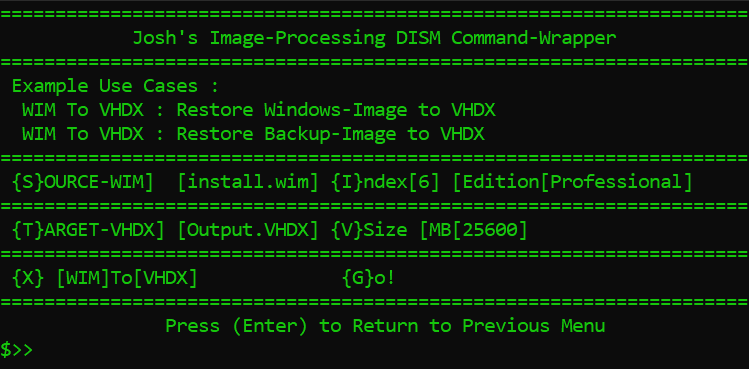 ======================================================================
Josh's Image-Processing DISM Command-Wrapper
======================================================================
Example Use Cases :
WIM To VHDX : Restore Windows-Image to VHDX
WIM To VHDX : Restore Backup-Image to VHDX
======================================================================
{S}OURCE-WIM]  [install.wim] {I}ndex[6] [Edition[Professional]
======================================================================
{T}ARGET-VHDX] [Output.VHDX] {V}Size [MB[25600]
======================================================================
{X} [WIM]To[VHDX]             {G}o!
======================================================================
Press (Enter) to Return to Previous Menu
$>>